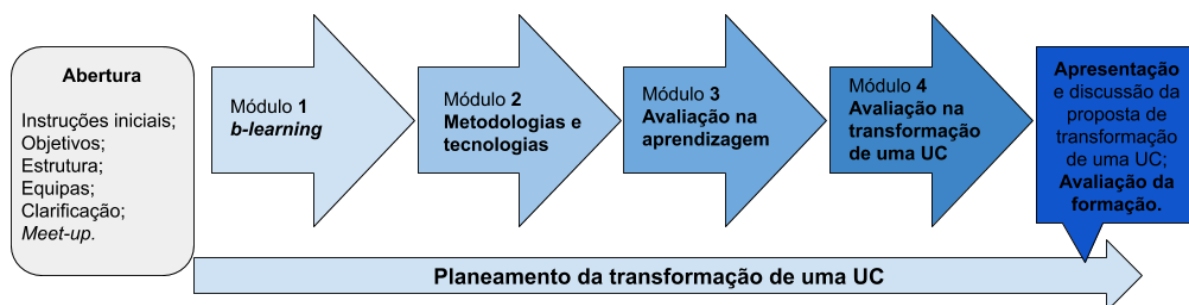 Abertura
Instruções iniciais;
Objetivos;
Estrutura;
Equipas;
Clarificação;
Meet-up.
Módulo 1
b-learning
Módulo 2
Metodologias e
tecnologias
Módulo 3
Avaliação na
aprendizagem
Módulo 4
Avaliação na
transformação
de uma UC
Apresentação
e discussão da
proposta de
transformação
de uma UC;
Avaliação da
formação.
Planeamento da transformação de uma UC